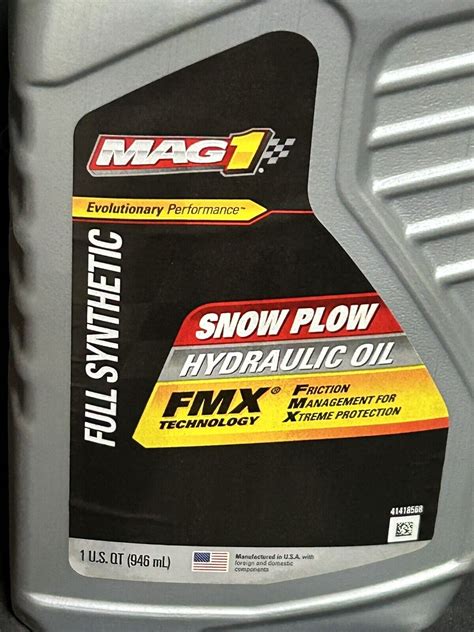 MAG1®
Evolutionary Performance™
FULL SYNTHETIC
SNOW PLOW
HYDRAULIC OIL
FMX® TECHNOLOGY
FRICTION
MANAGEMENT FOR
XTREME PROTECTION
41418568
1 U.S. QT (946 mL)
Manufactured in U.S.A. with
foreign and domestic
components